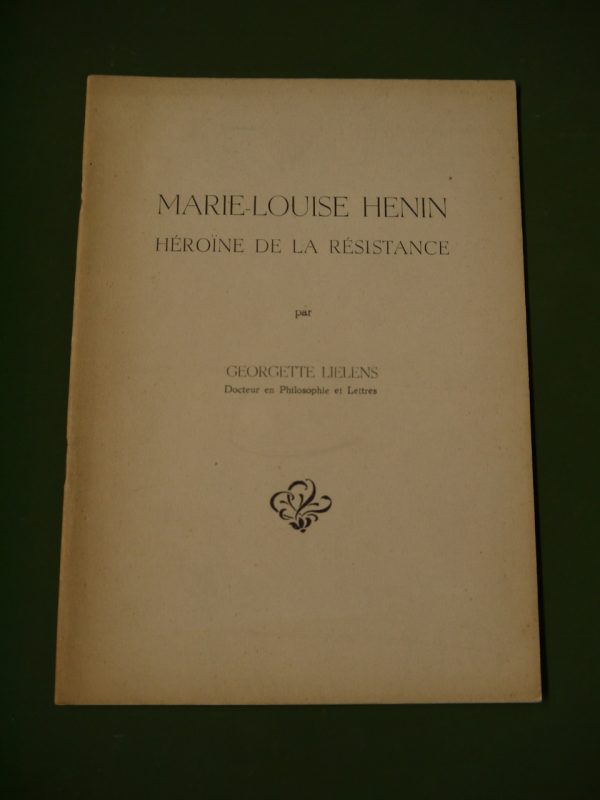 MARIE-LOUISE HENIN
HÉROÏNE DE LA RÉSISTANCE
par
GEORGETTE LIELENS
Docteur en Philosophie et Lettres